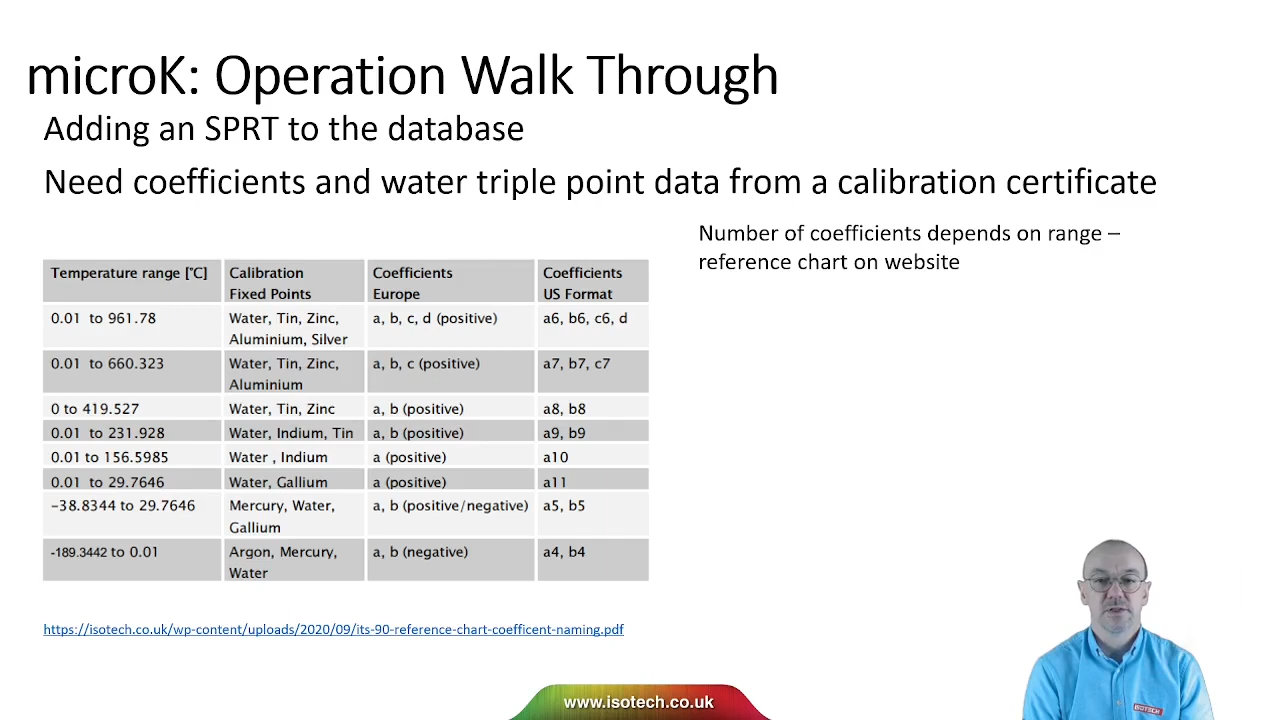 microK: Operation Walk Through
Adding an SPRT to the database
Need coefficients and water triple point data from a calibration certificate
Number of coefficients depends on range –
reference chart on website
Temperature range [°C] Calibration Fixed Points Coefficients Europe Coefficients US Format
0.01 to 961.78 Water, Tin, Zinc, Aluminium, Silver a, b, c, d (positive) a6, b6, c6, d
0.01 to 660.323 Water, Tin, Zinc, Aluminium a, b, c (positive) a7, b7, c7
0 to 419.527 Water, Tin, Zinc a, b (positive) a8, b8
0.01 to 231.928 Water, Indium, Tin a, b (positive) a9, b9
0.01 to 156.5985 Water , Indium a (positive) a10
0.01 to 29.7646 Water, Gallium a (positive) a11
−38.8344 to 29.7646 Mercury, Water, Gallium a, b (positive/negative) a5, b5
-189.3442 to 0.01 Argon, Mercury, Water a, b (negative) a4, b4
https://isotech.co.uk/wp-content/uploads/2020/09/its-90-reference-chart-coefficent-naming.pdf
ISOTECH
www.isotech.co.uk